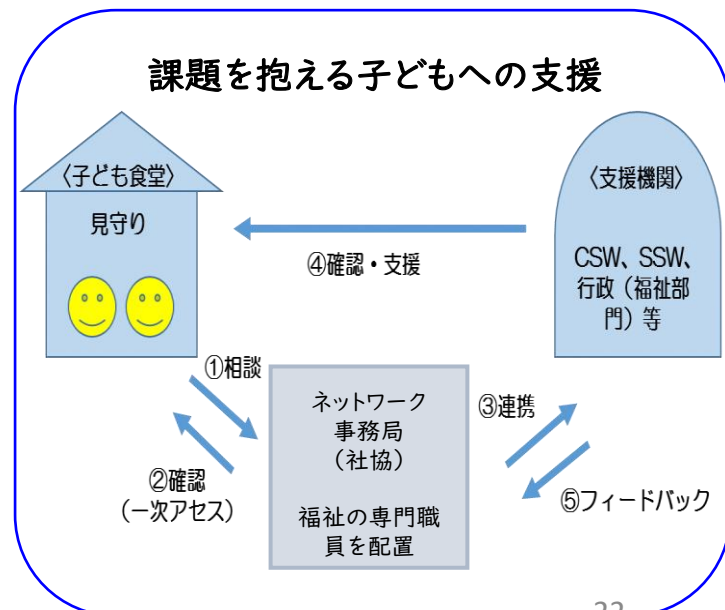 課題を抱える子どもへの支援
〈子ども食堂〉
見守り
〈支援機関〉
CSW、SSW、
行政（福祉部
門）等
④確認・支援
①相談
②確認
（一次アセス）
ネットワーク
事務局
（社協）
福祉の専門職
員を配置
③連携
⑤フィードバック